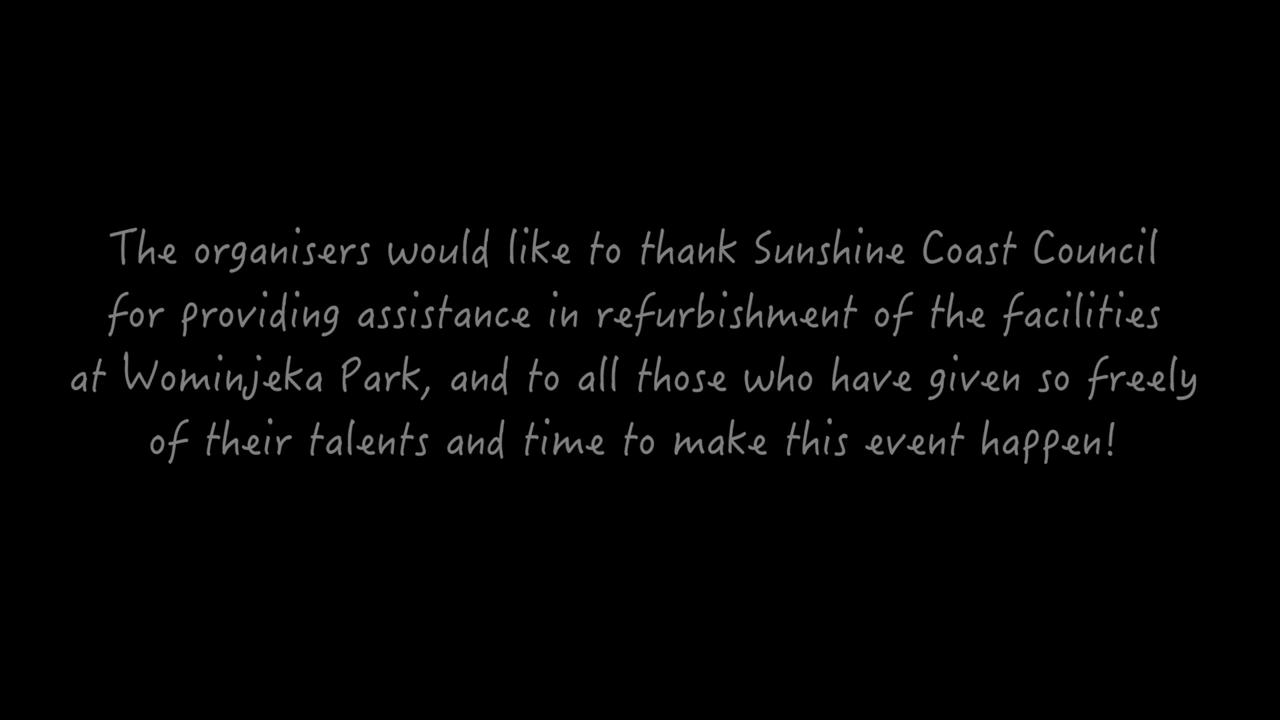 The organisers would like to thank Sunshine Coast Council
for providing assistance in refurbishment of the facilities
at Wominjeka Park, and to all those who have given so freely
of their talents and time to make this event happen!